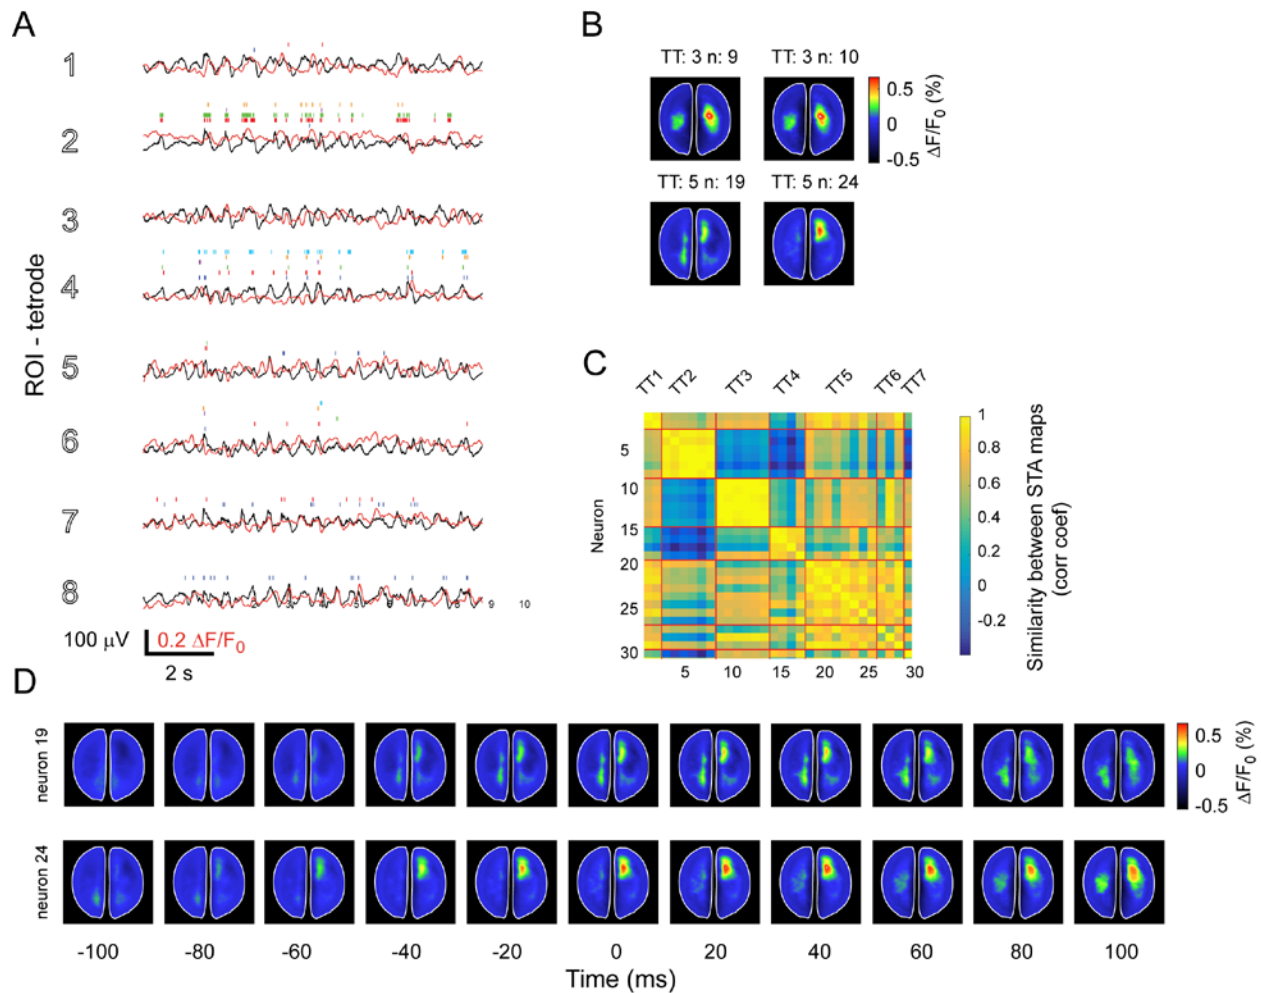 A
1
2
3
4
5
6
7
8
ROI - tetrode
8 9 10
100 µV
0.2 ΔF/F0
2 s
B
TT: 3 n: 9
TT: 3 n: 10
TT: 5 n: 19
TT: 5 n: 24
0.5
0
-0.5
ΔF/F0 (%)
C
TT1 TT2 TT3 TT4 TT5 TT6 TT7
Neuron
5
10
15
20
25
30
5 10 15 20 25 30
1
0.8
0.6
0.4
0.2
0
-0.2
Similarity between STA maps
(corr coef)
D
neuron 19
neuron 24
0.5
0
-0.5
ΔF/F0 (%)
-100 -80 -60 -40 -20 0 20 40 60 80 100
Time (ms)